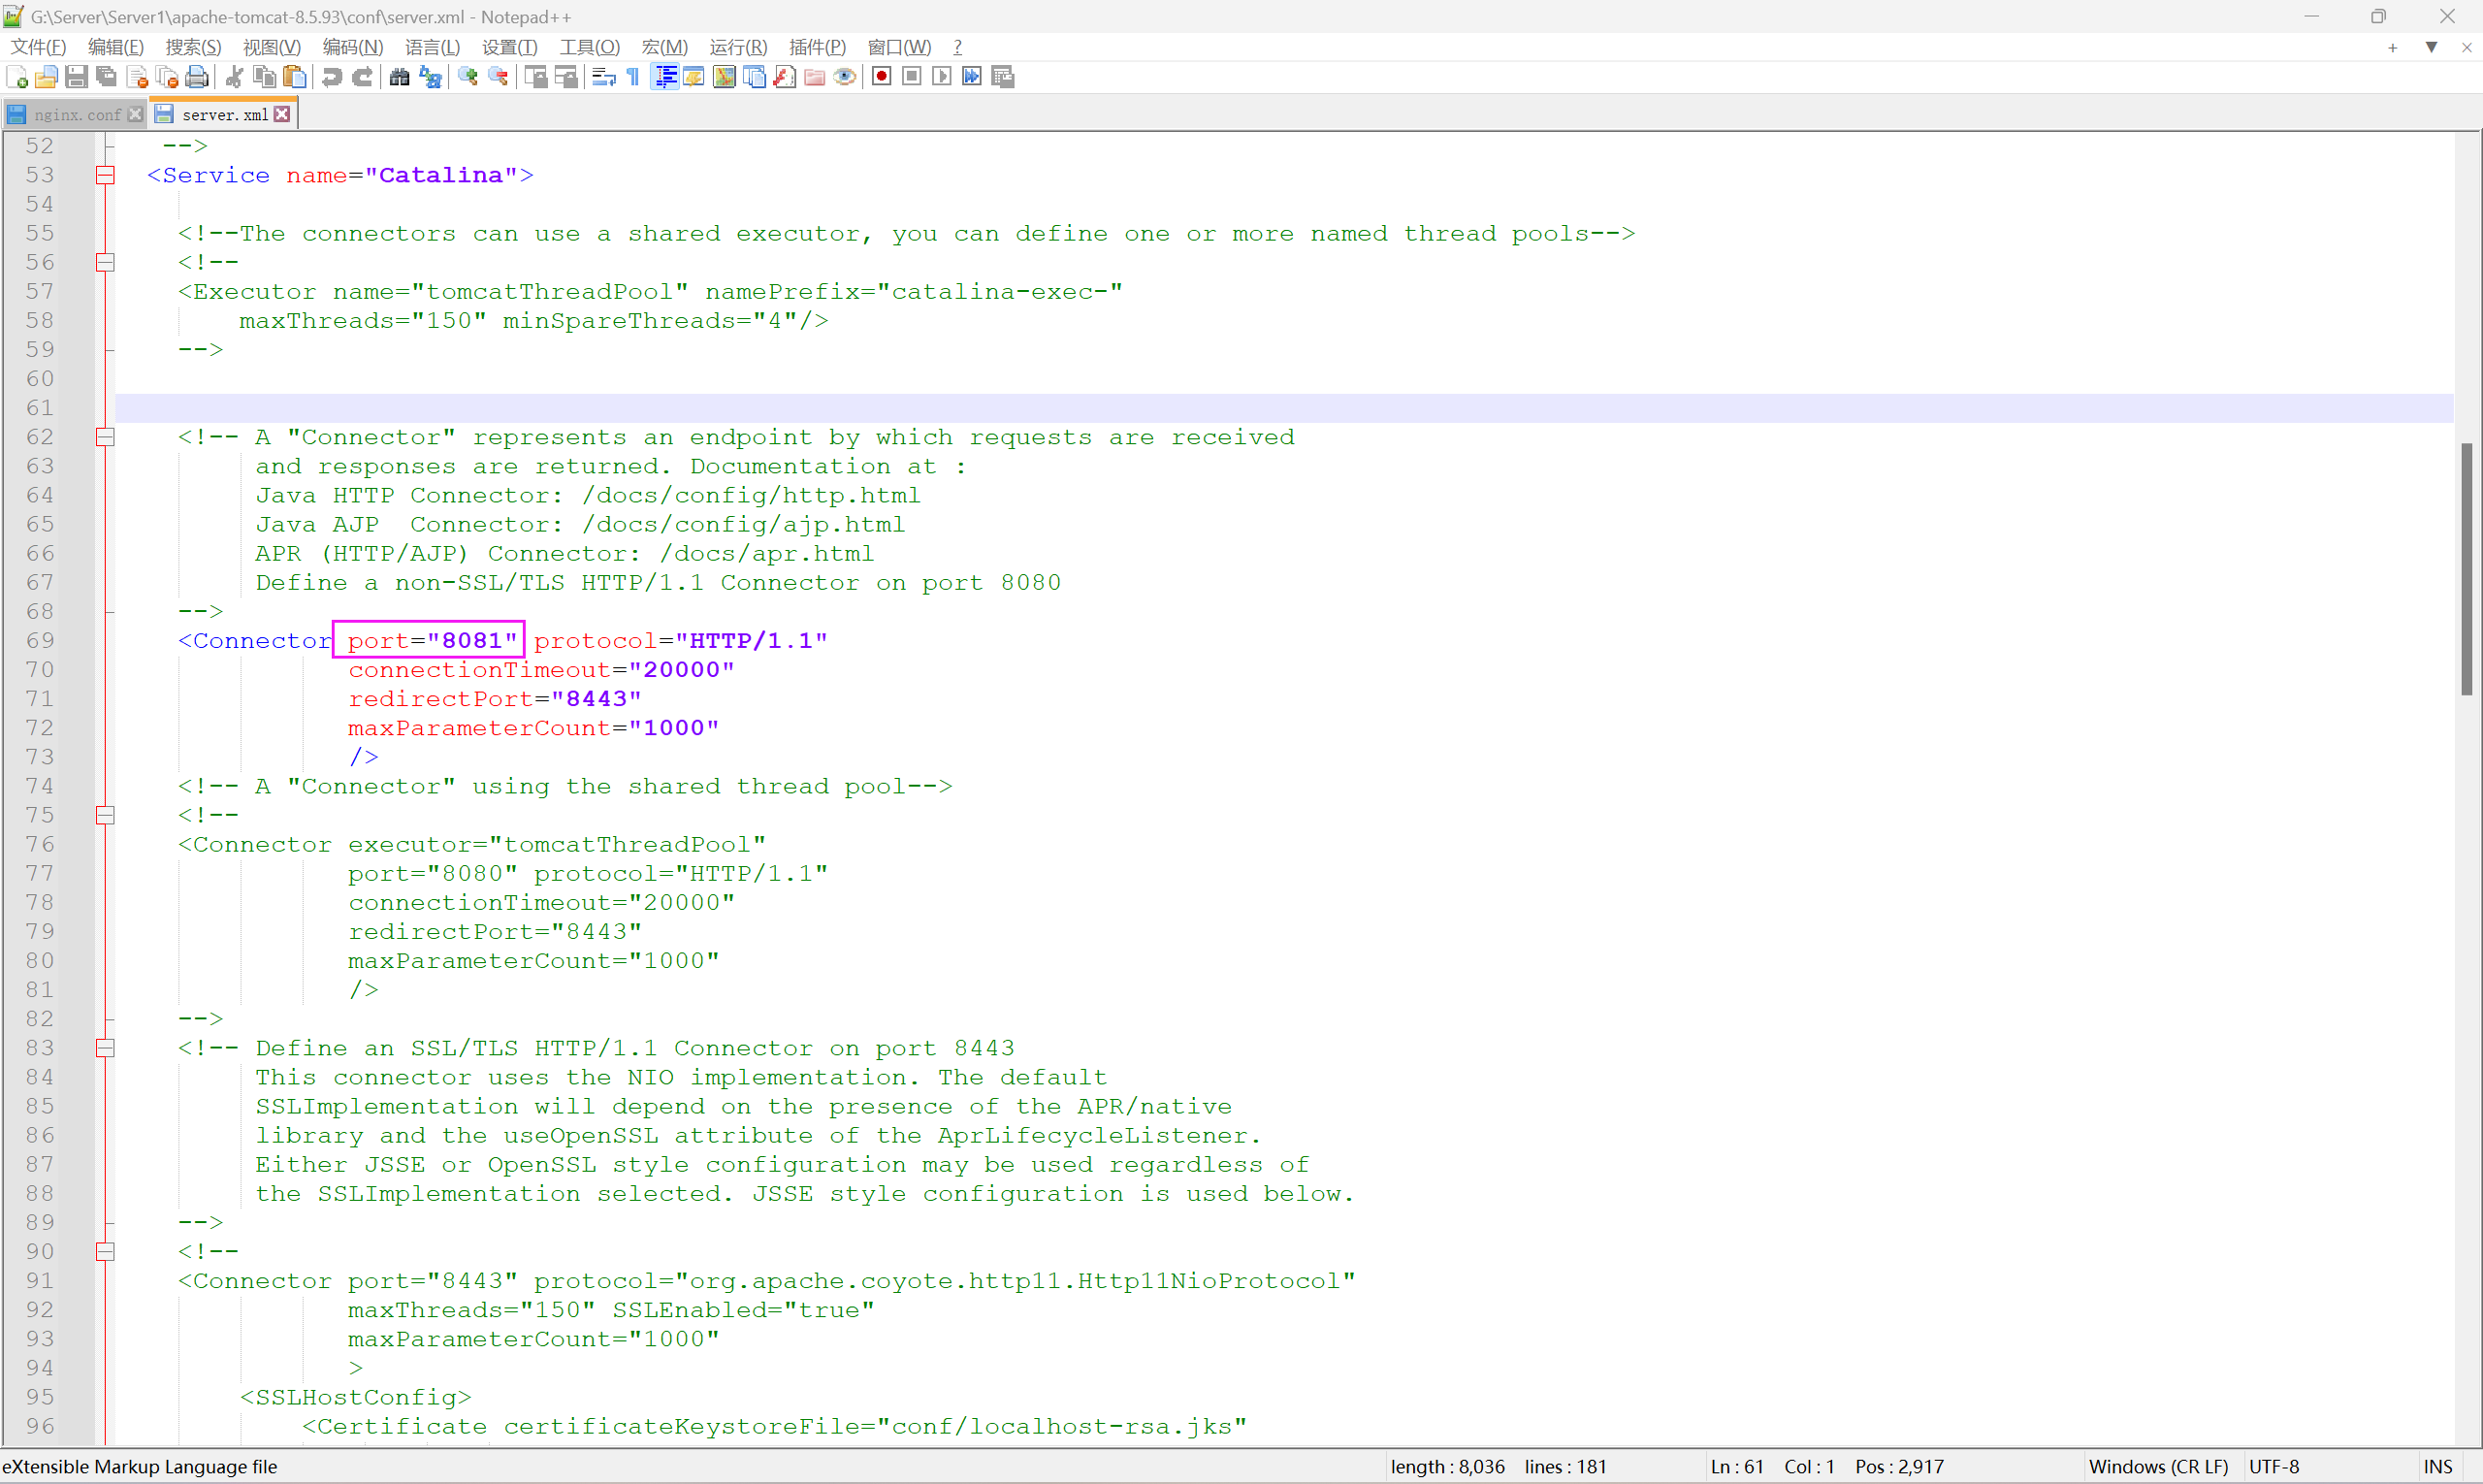 G:\Server\Server1\apache-tomcat-8.5.93\conf\server.xml - Notepad++
文件(F) 编辑(E) 搜索(S) 视图(V) 编码(N) 语言(L) 设置(T) 工具(O) 宏(M) 运行(R) 插件(P) 窗口(W) ?
nginx.conf server.xml
52 -->
53 <Service name="Catalina">
54
55 <!--The connectors can use a shared executor, you can define one or more named thread pools-->
56 <!--
57 <Executor name="tomcatThreadPool" namePrefix="catalina-exec-"
58 maxThreads="150" minSpareThreads="4"/>
59 -->
60
61
62 <!-- A "Connector" represents an endpoint by which requests are received
63 and responses are returned. Documentation at :
64 Java HTTP Connector: /docs/config/http.html
65 Java AJP  Connector: /docs/config/ajp.html
66 APR (HTTP/AJP) Connector: /docs/apr.html
67 Define a non-SSL/TLS HTTP/1.1 Connector on port 8080
68 -->
69 <Connector port="8081" protocol="HTTP/1.1"
70 connectionTimeout="20000"
71 redirectPort="8443"
72 maxParameterCount="1000"
73 />
74 <!-- A "Connector" using the shared thread pool-->
75 <!--
76 <Connector executor="tomcatThreadPool"
77 port="8080" protocol="HTTP/1.1"
78 connectionTimeout="20000"
79 redirectPort="8443"
80 maxParameterCount="1000"
81 />
82 -->
83 <!-- Define an SSL/TLS HTTP/1.1 Connector on port 8443
84 This connector uses the NIO implementation. The default
85 SSLImplementation will depend on the presence of the APR/native
86 library and the useOpenSSL attribute of the AprLifecycleListener.
87 Either JSSE or OpenSSL style configuration may be used regardless of
88 the SSLImplementation selected. JSSE style configuration is used below.
89 -->
90 <!--
91 <Connector port="8443" protocol="org.apache.coyote.http11.Http11NioProtocol"
92 maxThreads="150" SSLEnabled="true"
93 maxParameterCount="1000"
94 >
95 <SSLHostConfig>
96 <Certificate certificateKeystoreFile="conf/localhost-rsa.jks"
eXtensible Markup Language file length : 8,036 lines : 181 Ln : 61 Col : 1 Pos : 2,917 Windows (CR LF) UTF-8 INS